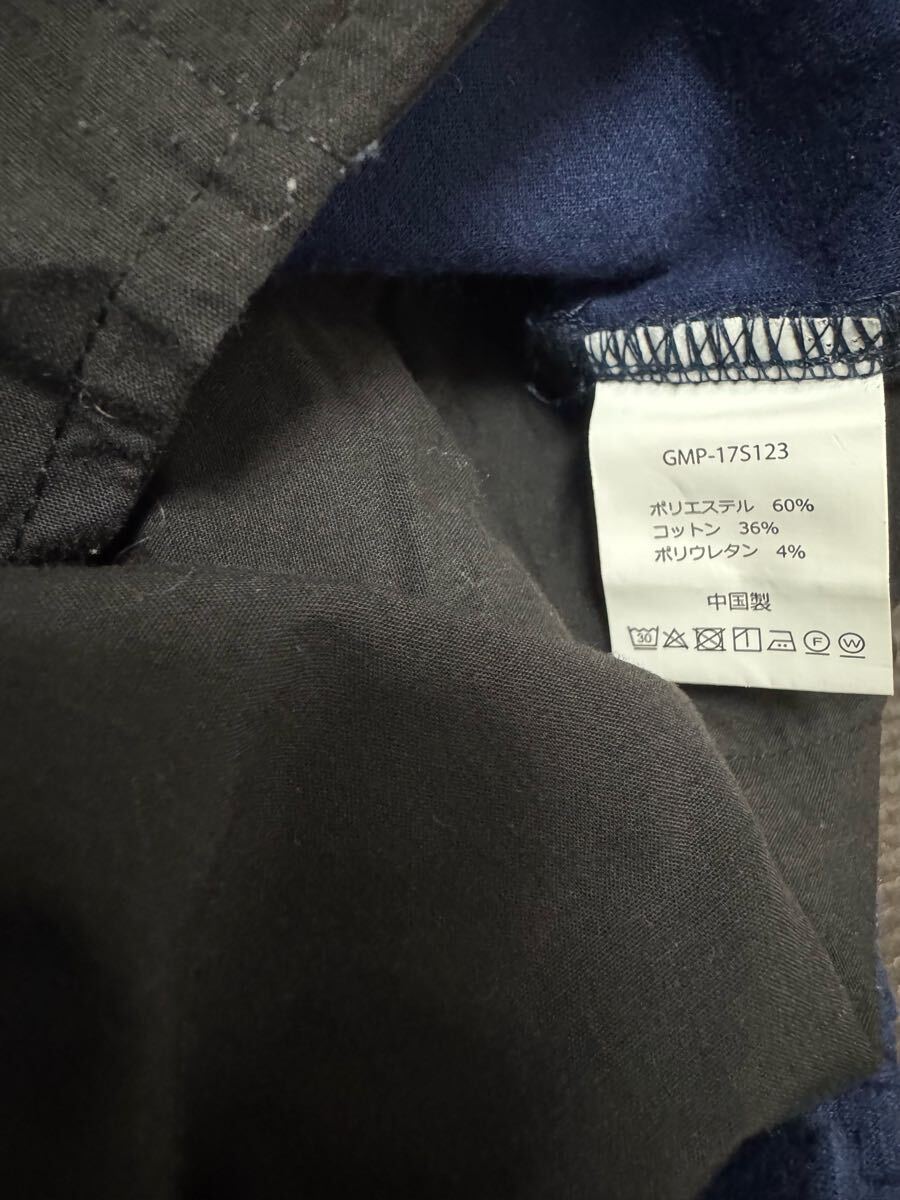 GMP-17S123
ポリエステル 60%
コットン 36%
ポリウレタン 4%
中国製
30 F W